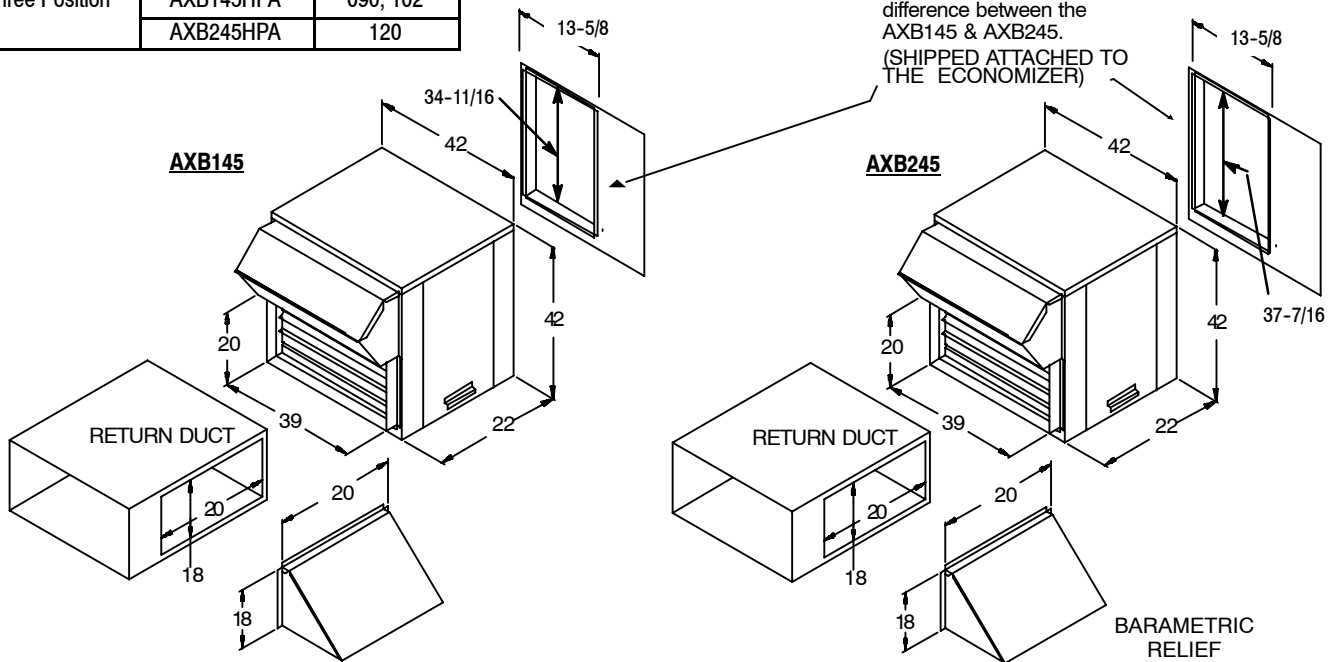 AXB145HPA 090, 102
Position
AXB245HPA 120
difference between the
AXB145 & AXB245.
(SHIPPED ATTACHED TO
THE ECONOMIZER)
13-5/8
34-11/16
42
AXB145
42
20
39
22
RETURN DUCT
20
18
20
18
13-5/8
42
AXB245
37-7/16
42
20
39
22
RETURN DUCT
20
18
20
18
BARAMETRIC
RELIEF